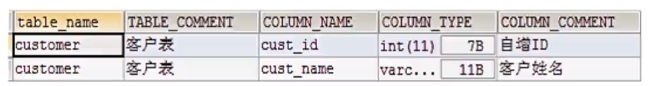 table_name TABLE_COMMENT COLUMN_NAME COLUMN_TYPE COLUMN_COMMENT
customer 客户表 cust_id int(11) 7B 自增ID
customer 客户表 cust_name varc... 11B 客户姓名